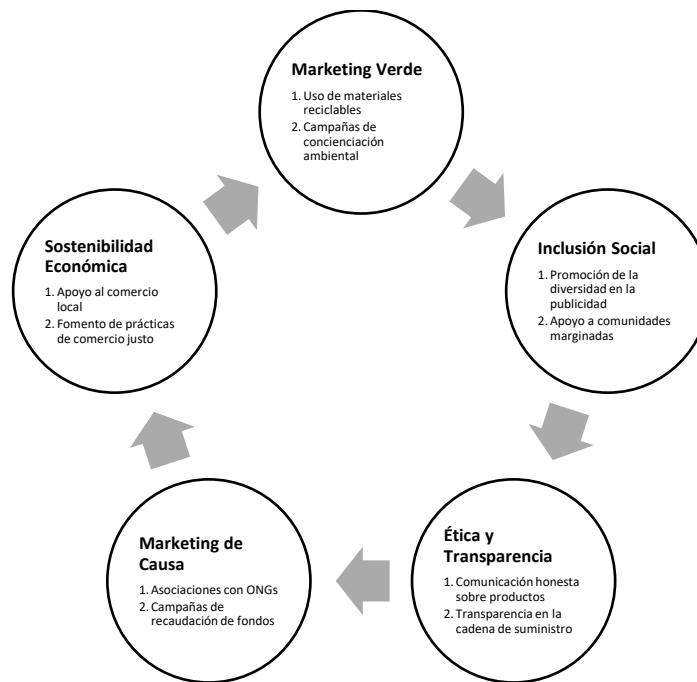 Marketing Verde
1. Uso de materiales
reciclables
2. Campañas de
concienciación
ambiental
Inclusión Social
1. Promoción de la
diversidad en la
publicidad
2. Apoyo a comunidades
marginadas
Ética y
Transparencia
1. Comunicación honesta
sobre productos
2. Transparencia en la
cadena de suministro
Marketing de
Causa
1. Asociaciones con ONGs
2. Campañas de
recaudación de fondos
Sostenibilidad
Económica
1. Apoyo al comercio
local
2. Fomento de prácticas
de comercio justo